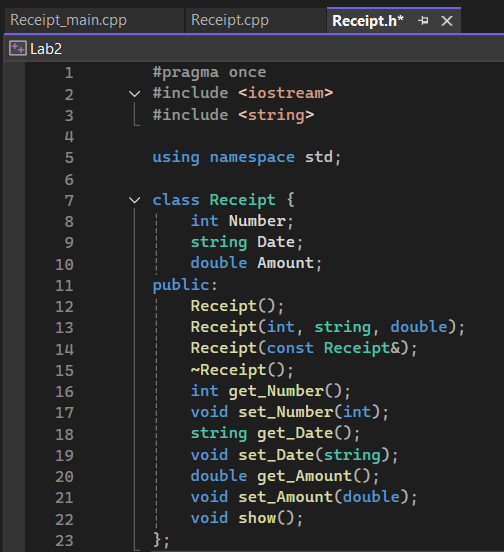 Receipt_main.cpp Receipt.cpp Receipt.h*
Lab2
1 #pragma once
2 #include <iostream>
3 #include <string>
4
5 using namespace std;
6
7 class Receipt {
8 int Number;
9 string Date;
10 double Amount;
11 public:
12 Receipt();
13 Receipt(int, string, double);
14 Receipt(const Receipt&);
15 ~Receipt();
16 int get_Number();
17 void set_Number(int);
18 string get_Date();
19 void set_Date(string);
20 double get_Amount();
21 void set_Amount(double);
22 void show();
23 };